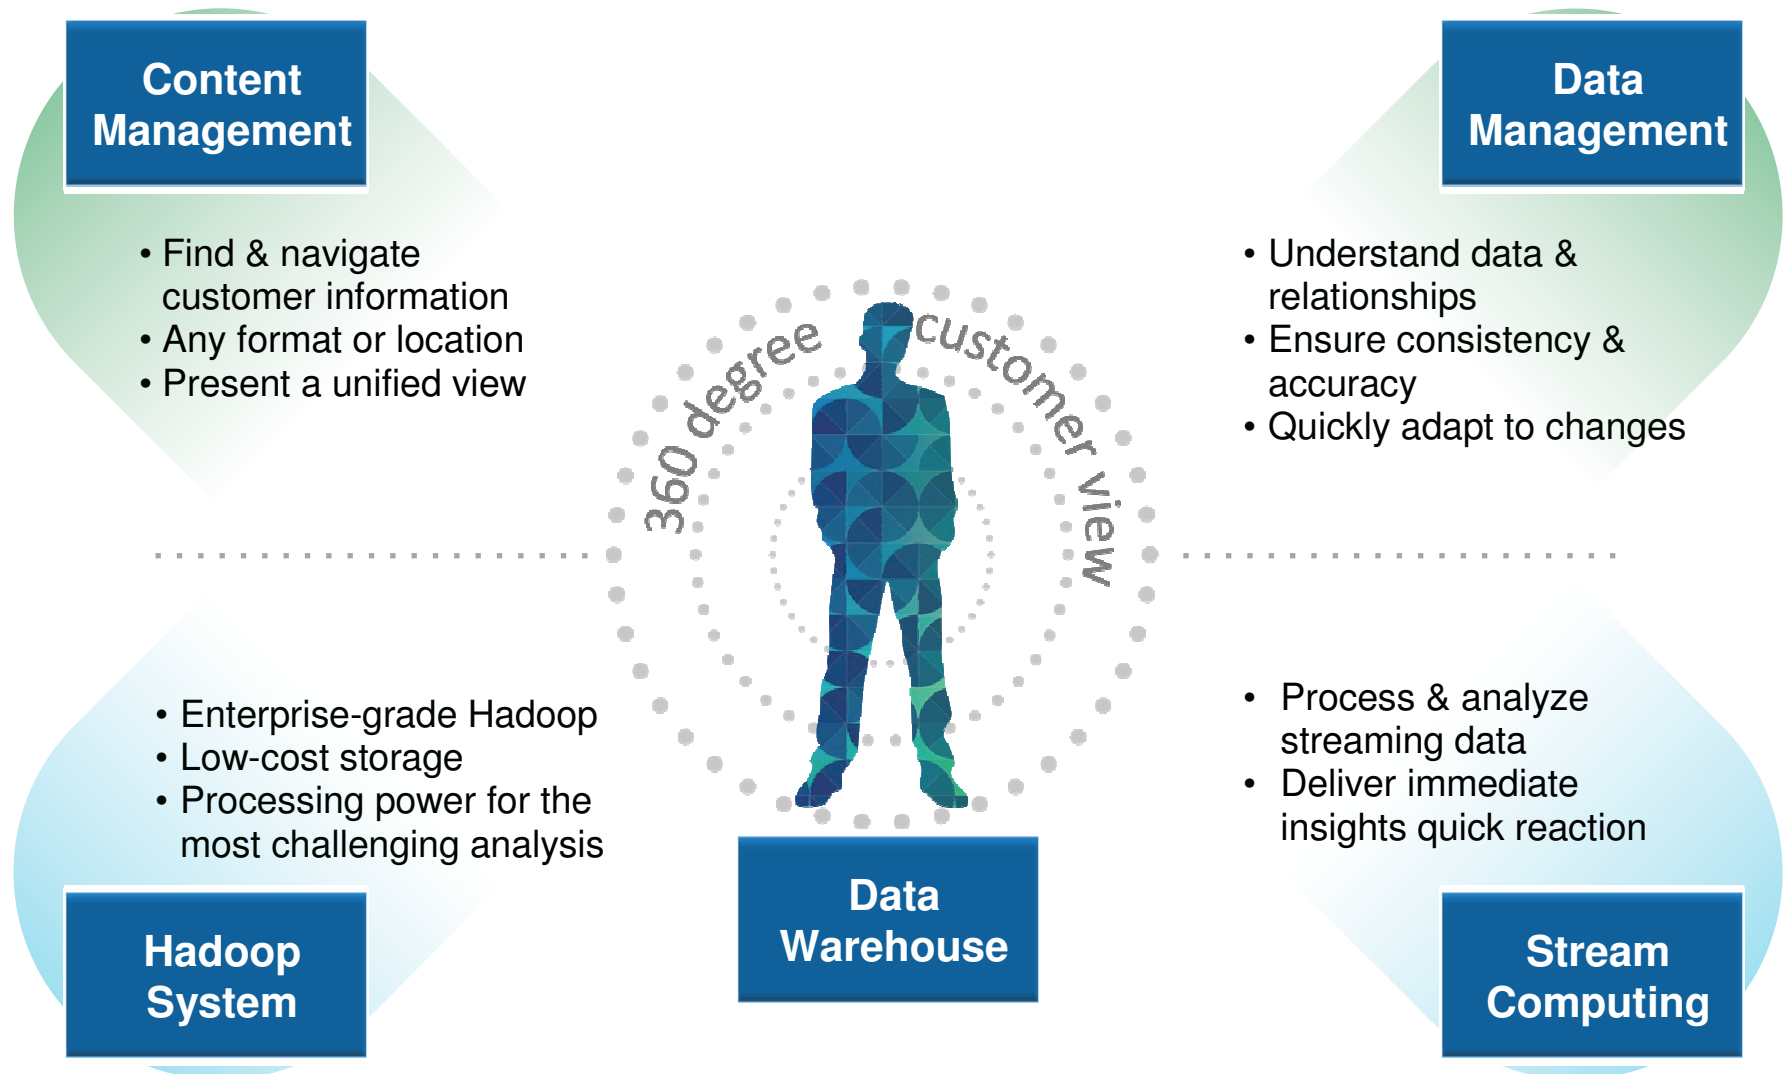 Content
Management
• Find & navigate
customer information
• Any format or location
• Present a unified view
Data
Management
• Understand data &
relationships
• Ensure consistency &
accuracy
• Quickly adapt to changes
360 degree customer view
• Enterprise-grade Hadoop
• Low-cost storage
• Processing power for the
most challenging analysis
Hadoop
System
Data
Warehouse
• Process & analyze
streaming data
• Deliver immediate
insights quick reaction
Stream
Computing